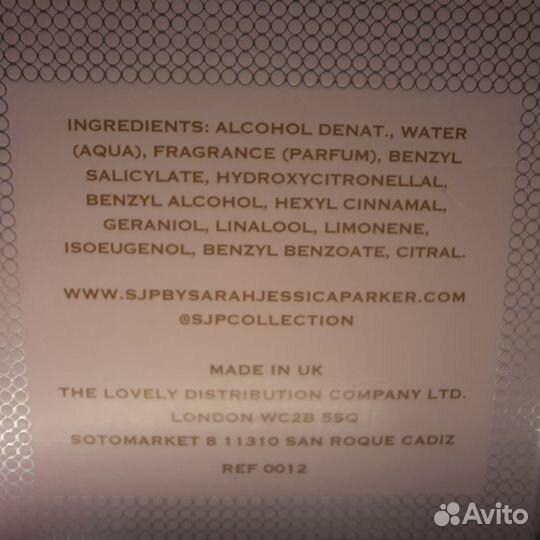 INGREDIENTS: ALCOHOL DENAT., WATER
(AQUA), FRAGRANCE (PARFUM), BENZYL
SALICYLATE, HYDROXYCITRONELLAL,
BENZYL ALCOHOL, HEXYL CINNAMAL,
GERANIOL, LINALOOL, LIMONENE,
ISOEUGENOL, BENZYL BENZOATE, CITRAL.
WWW.SJPBYSARAHJESSICAPARKER.COM
@SJPCOLLECTION
MADE IN UK
THE LOVELY DISTRIBUTION COMPANY LTD.
LONDON WC2B 5SQ
SOTOMARKET 8 11310 SAN ROQUE CADIZ
REF 0012
Avito